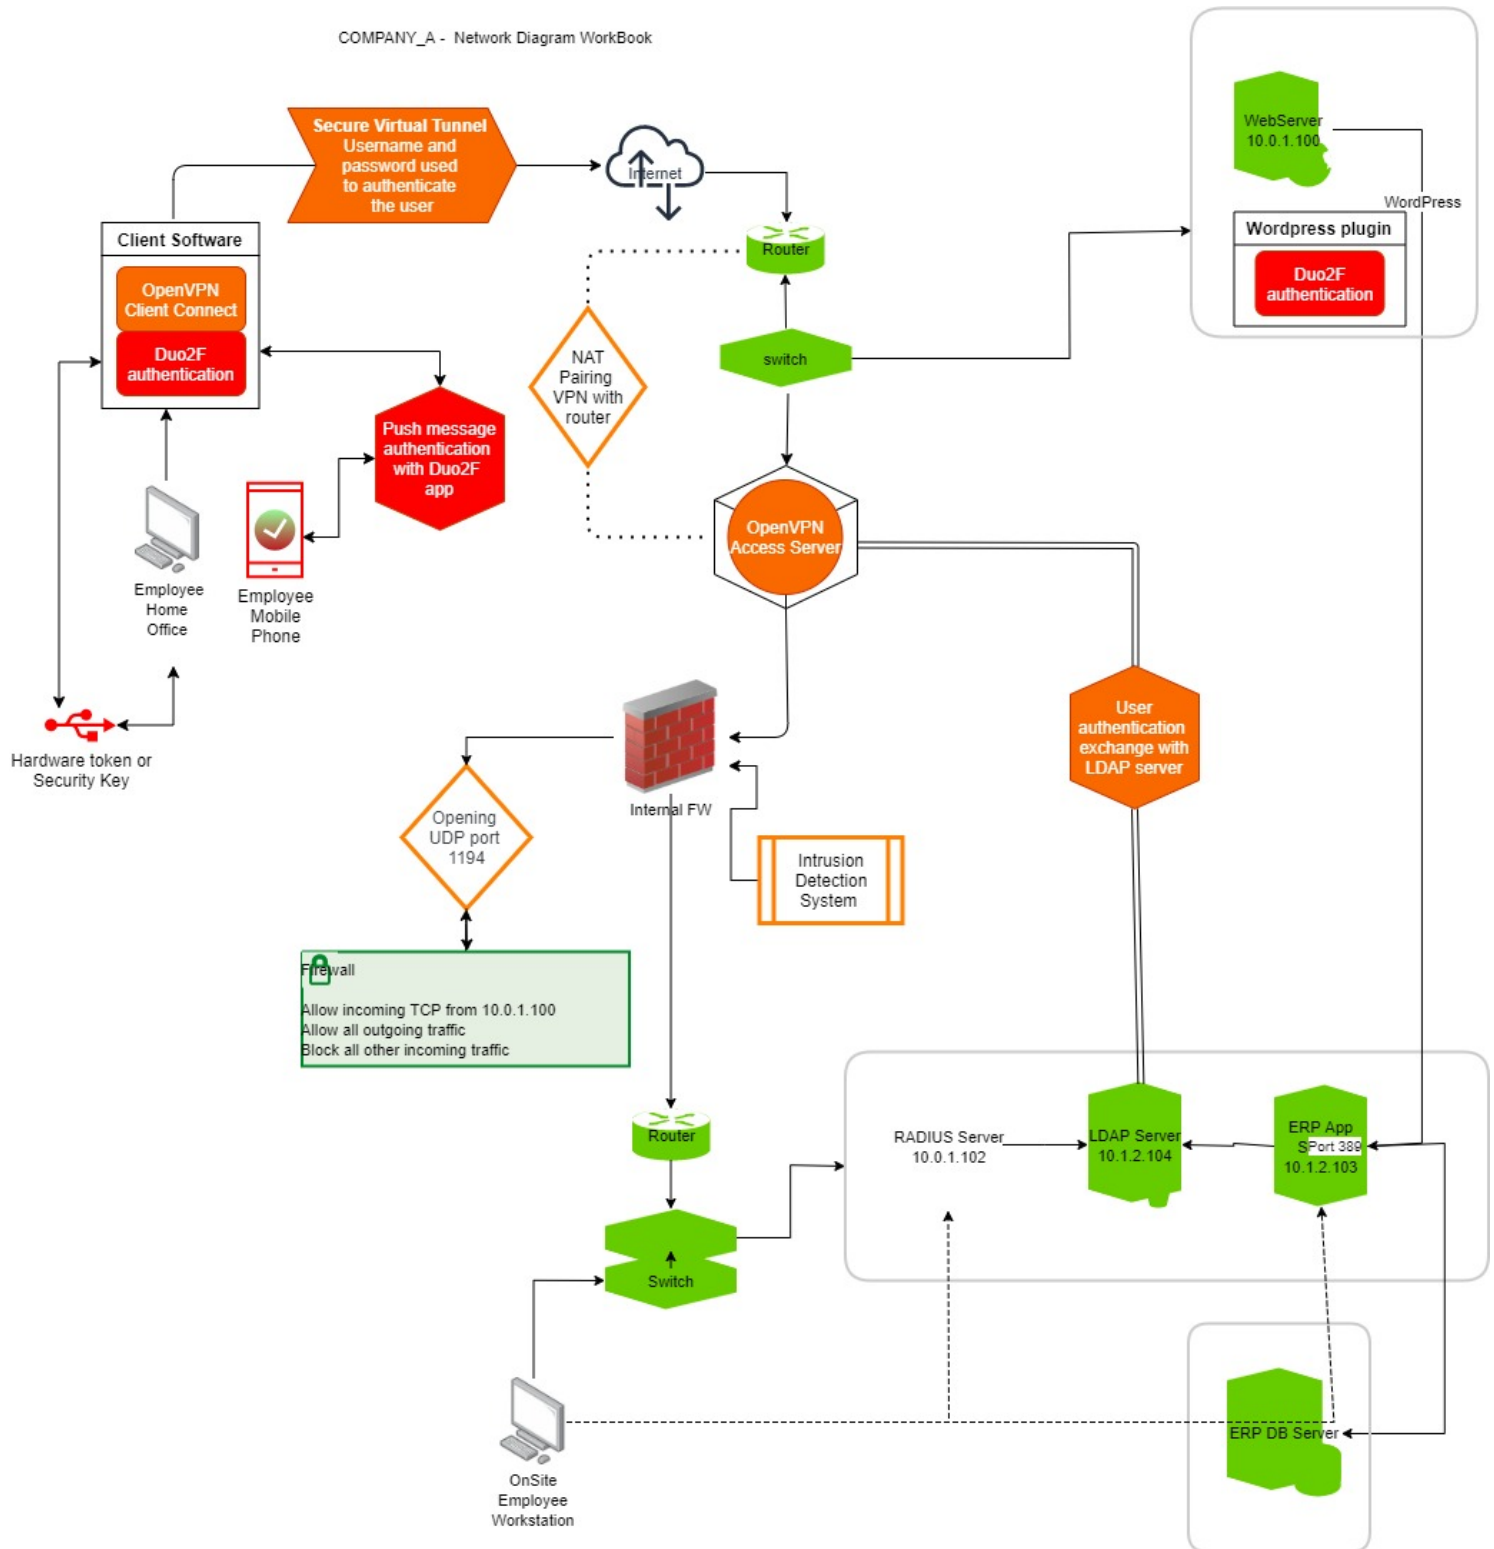 COMPANY_A - Network Diagram WorkBook
Secure Virtual Tunnel
Username and
password used
to authenticate
the user
Internet
Router
WebServer
10.0.1.100
WordPress
Wordpress plugin
Duo2F
authentication
Client Software
OpenVPN
Client Connect
Duo2F
authentication
NAT
Pairing
VPN with
router
switch
Push message
authentication
with Duo2F
app
OpenVPN
Access Server
Employee
Home
Office
Employee
Mobile
Phone
Hardware token or
Security Key
User
authentication
exchange with
LDAP server
Internal FW
Opening
UDP port
1194
Intrusion
Detection
System
Firewall
Allow incoming TCP from 10.0.1.100
Allow all outgoing traffic
Block all other incoming traffic
Router
Switch
RADIUS Server
10.0.1.102
LDAP Server
10.1.2.104
ERP App
S
Port 389
10.1.2.103
ERP DB Server
OnSite
Employee
Workstation